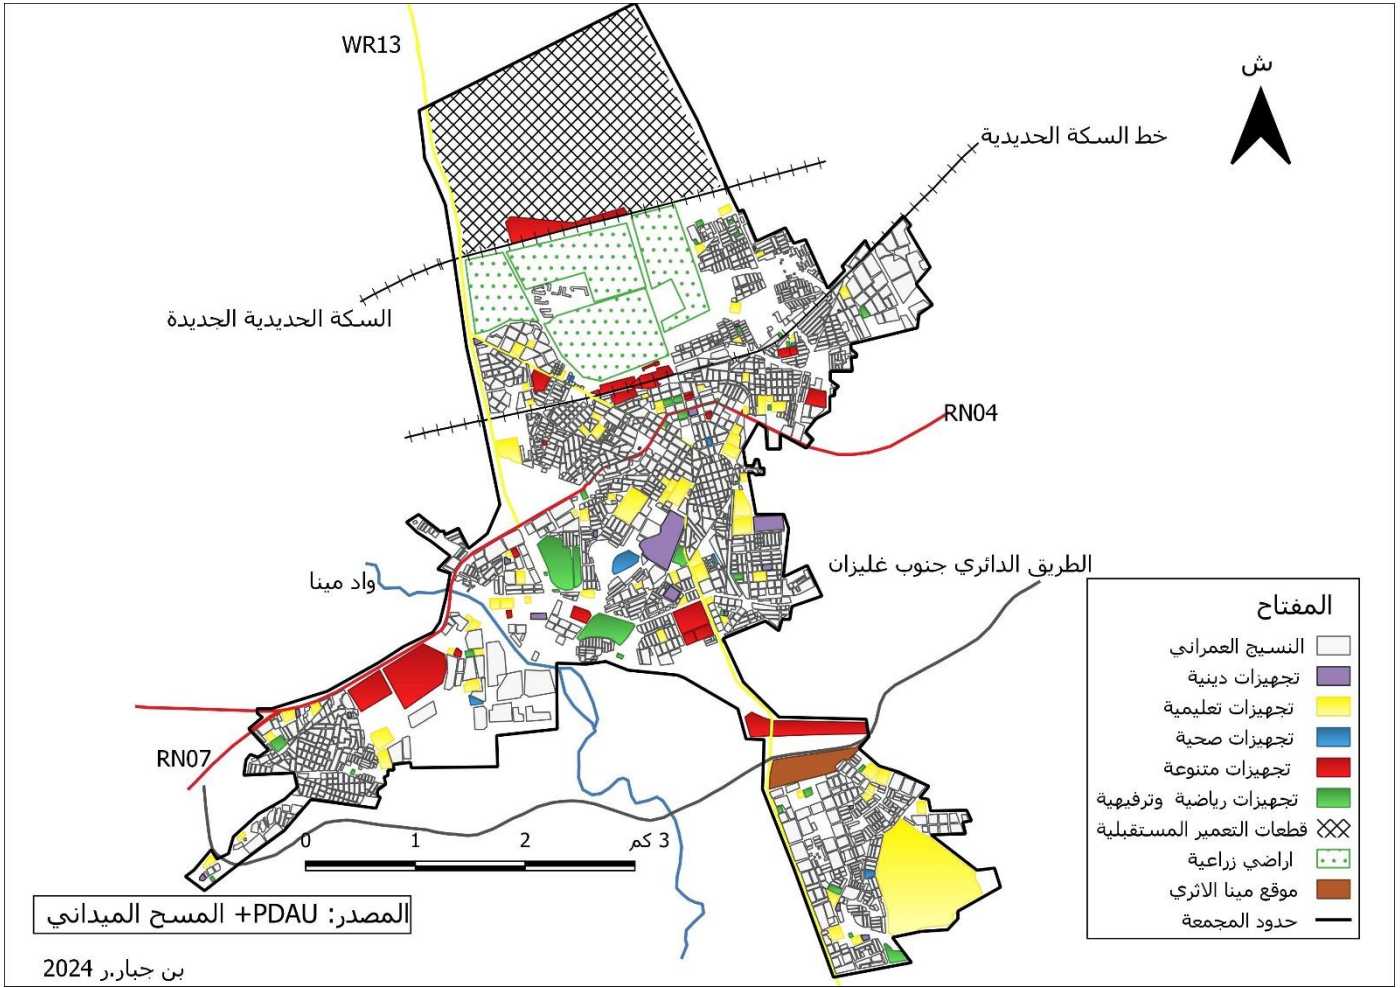 WR13
ش
خط السكة الحديدية
السكة الحديدية الجديدة
RN04
الطريق الدائري جنوب غليزان
واد مينا
RN07
المفتاح
النسيج العمراني
تجهيزات دينية
تجهيزات تعليمية
تجهيزات صحية
تجهيزات متنوعة
تجهيزات رياضية وترفيهية
قطعات التعمير المستقبلية
اراضي زراعية
موقع مينا الاثري
حدود المجمعة
0 1 2 3 كم
المصدر: PDAU+ المسح الميداني
بن جبار.ر 2024